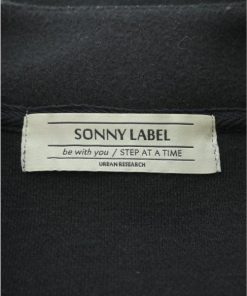 SONNY LABEL
be with you / STEP AT A TIME
URBAN RESEARCH